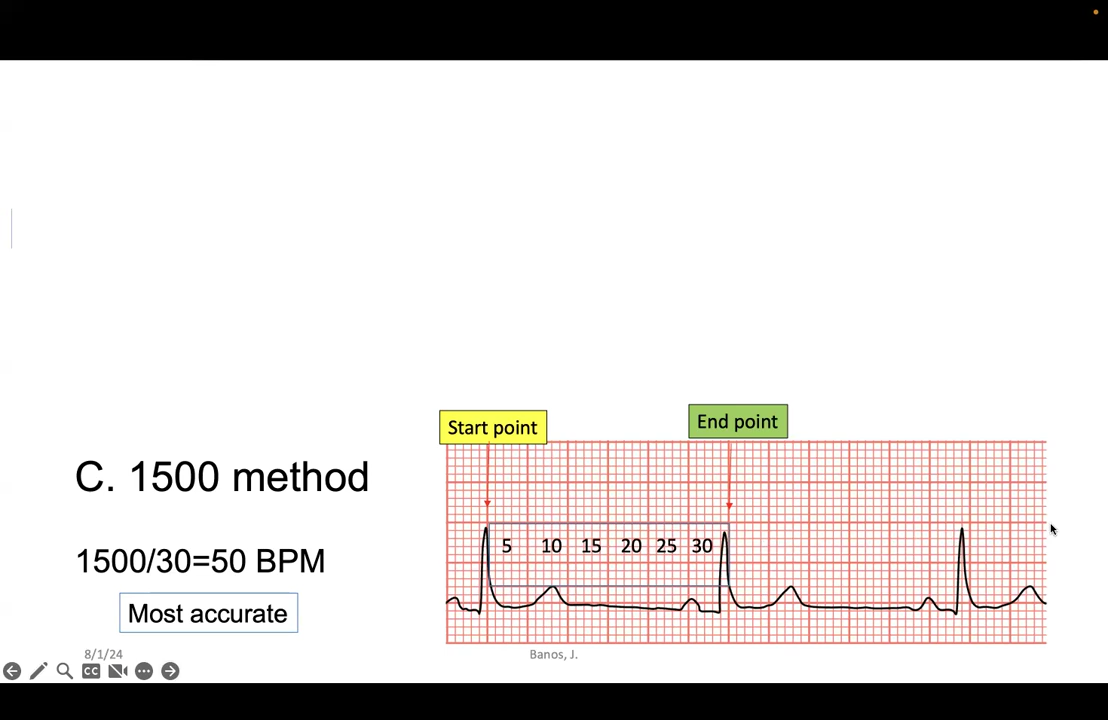 Start point
End point
C. 1500 method
5 10 15 20 25 30
1500/30=50 BPM
Most accurate
8/1/24
Banos, J.
CC